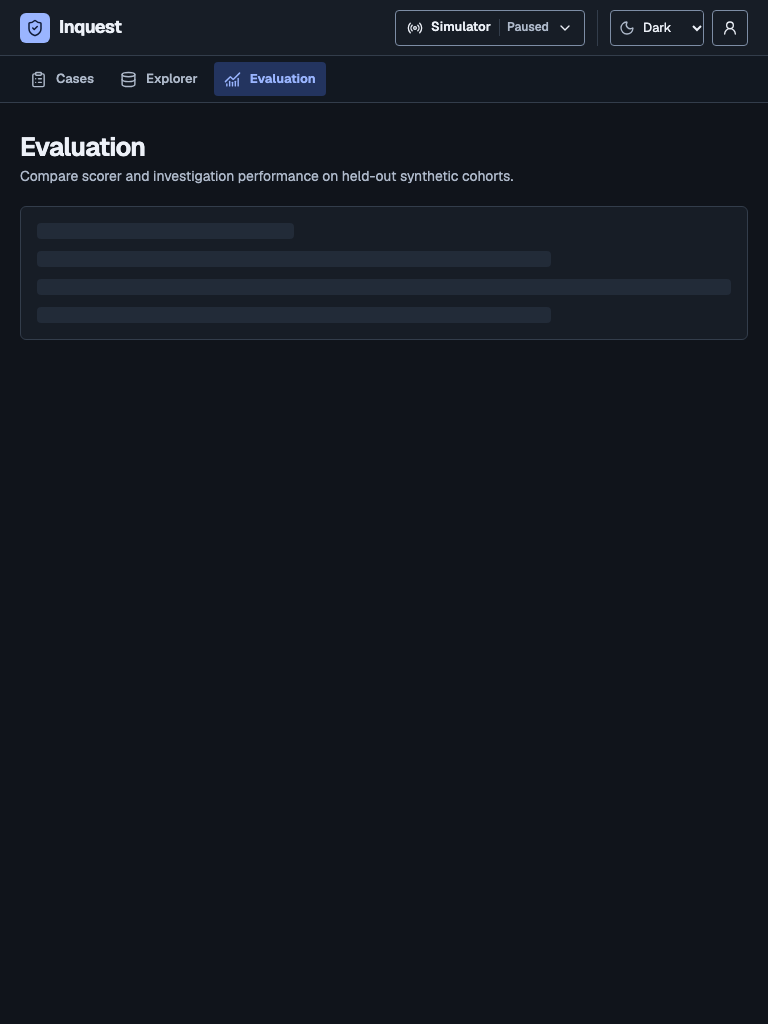 Inquest
Simulator Paused
Dark
Cases
Explorer
Evaluation
Evaluation
Compare scorer and investigation performance on held-out synthetic cohorts.